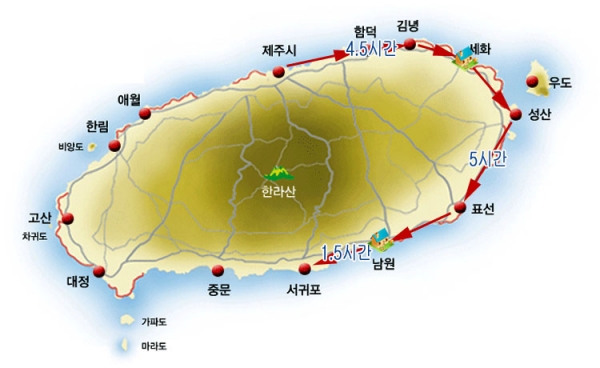 김녕
함덕
제주시
4.5시간
세화
우도
애월
성산
한림
비양도
5시간
한라산
표선
고산
차귀도
1.5시간
남원
대정
중문
서귀포
가파도
마라도